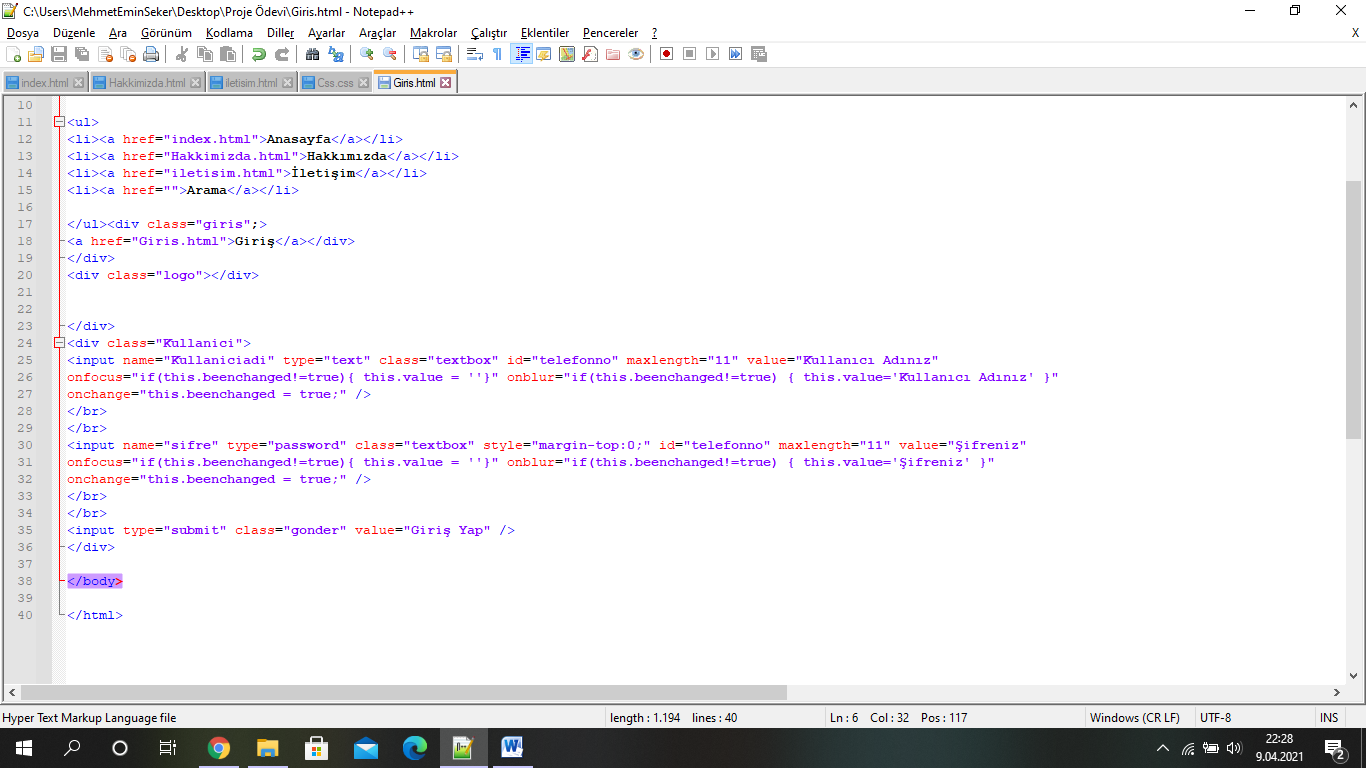 C:\Users\MehmetEminSeker\Desktop\Proje Ödevi\Giris.html - Notepad++
Dosya Düzenle Ara Görünüm Kodlama Diller Ayarlar Araçlar Makrolar Çalıştır Eklentiler Pencereler ? X
index.html Hakkimizda.html iletisim.html Css.css Giris.html
10
11 <ul>
12 <li><a href="index.html">Anasayfa</a></li>
13 <li><a href="Hakkimizda.html">Hakkımızda</a></li>
14 <li><a href="iletisim.html">İletişim</a></li>
15 <li><a href="">Arama</a></li>
16
17 </ul><div class="giris";>
18 <a href="Giris.html">Giriş</a></div>
19 </div>
20 <div class="logo"></div>
21
22
23 </div>
24 <div class="Kullanici">
25 <input name="Kullaniciadi" type="text" class="textbox" id="telefonno" maxlength="11" value="Kullanıcı Adınız"
26 onfocus="if(this.beenchanged!=true){ this.value = ''}" onblur="if(this.beenchanged!=true) { this.value='Kullanıcı Adınız' }"
27 onchange="this.beenchanged = true;" />
28 </br>
29 </br>
30 <input name="sifre" type="password" class="textbox" style="margin-top:0;" id="telefonno" maxlength="11" value="Şifreniz"
31 onfocus="if(this.beenchanged!=true){ this.value = ''}" onblur="if(this.beenchanged!=true) { this.value='Şifreniz' }"
32 onchange="this.beenchanged = true;" />
33 </br>
34 </br>
35 <input type="submit" class="gonder" value="Giriş Yap" />
36 </div>
37
38 </body>
39
40 </html>
Hyper Text Markup Language file length : 1.194 lines : 40 Ln : 6 Col : 32 Pos : 117 Windows (CR LF) UTF-8 INS
22:28
9.04.2021
2